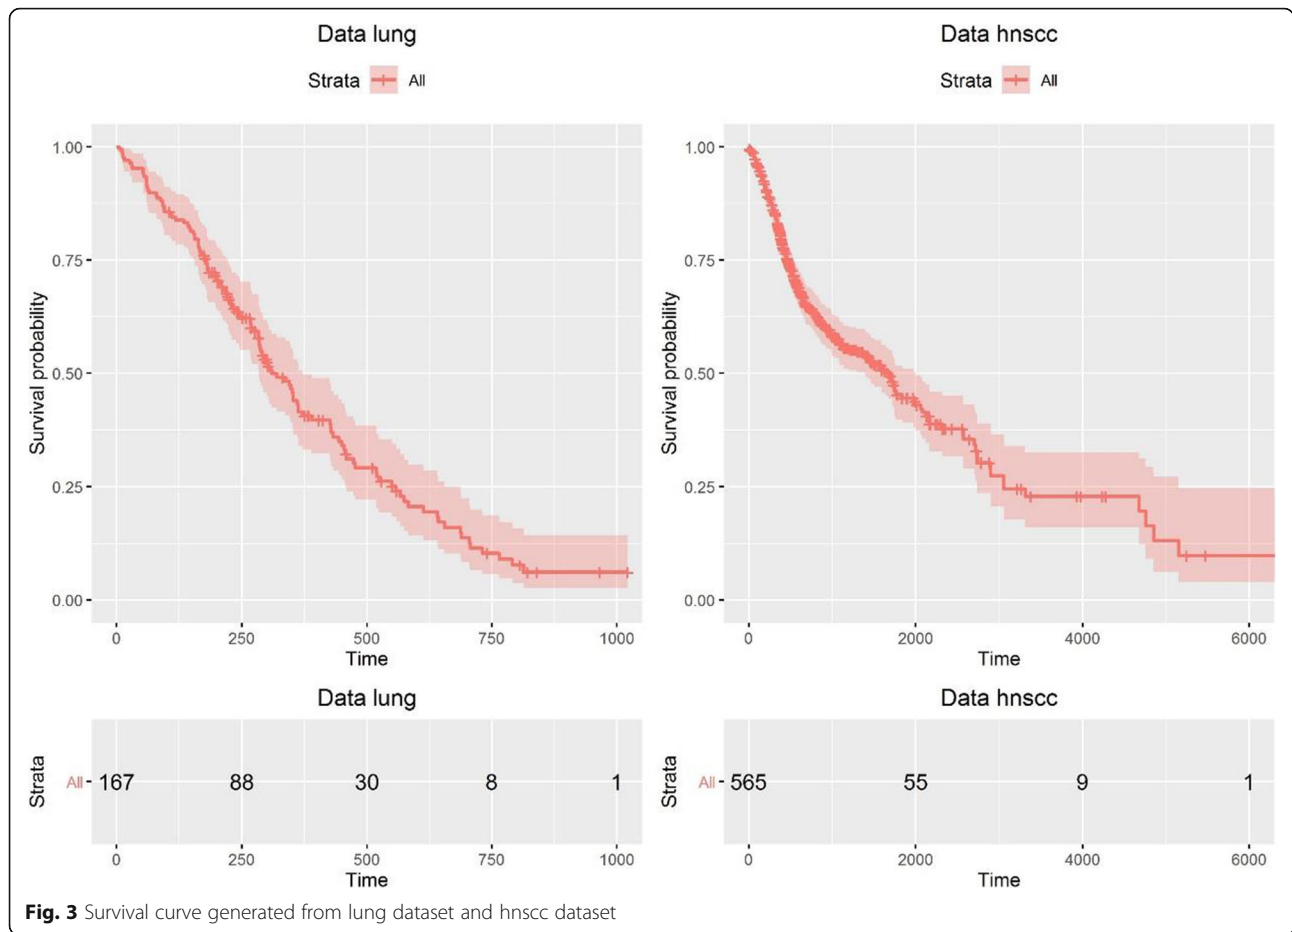 Data lung
Strata All
1.00
0.75
0.50
0.25
0.00
Survival probability
0 250 500 750 1000
Time
Data hnscc
Strata All
1.00
0.75
0.50
0.25
0.00
Survival probability
0 2000 4000 6000
Time
Data lung
Strata
All 167 88 30 8 1
0 250 500 750 1000
Time
Data hnscc
Strata
All 565 55 9 1
0 2000 4000 6000
Time
Fig. 3 Survival curve generated from lung dataset and hnscc dataset